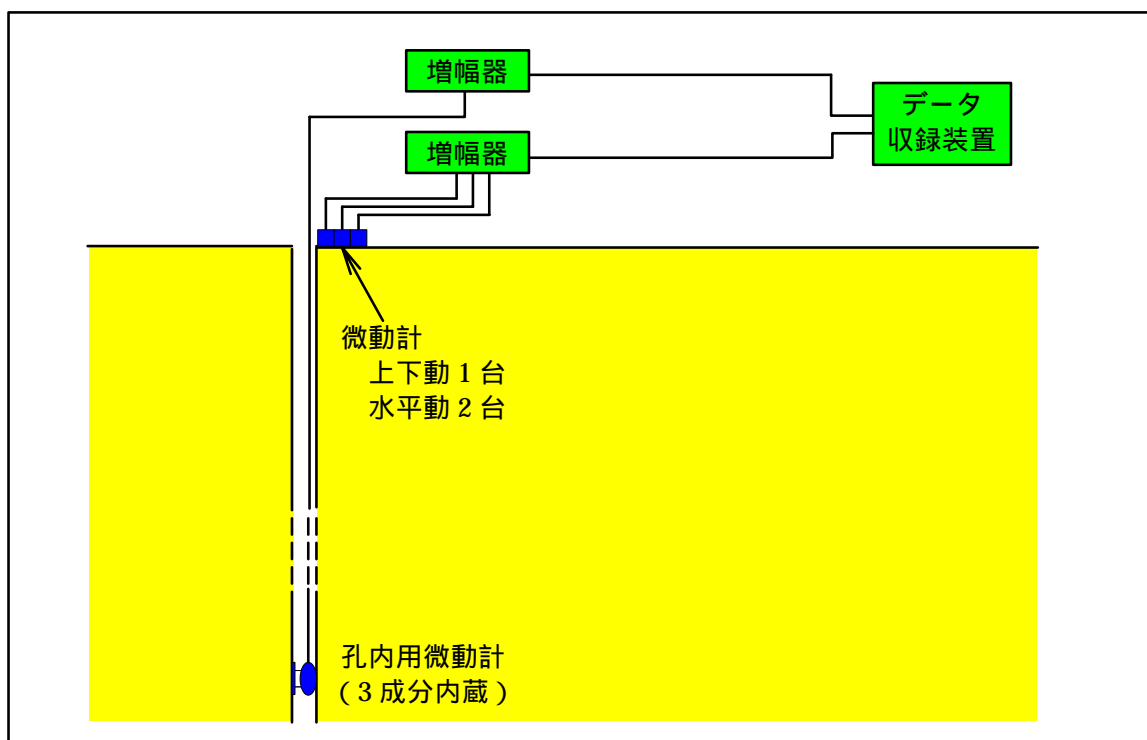 増幅器
データ
収録装置
増幅器
微動計
上下動1台
水平動2台
孔内用微動計
(3成分内蔵)